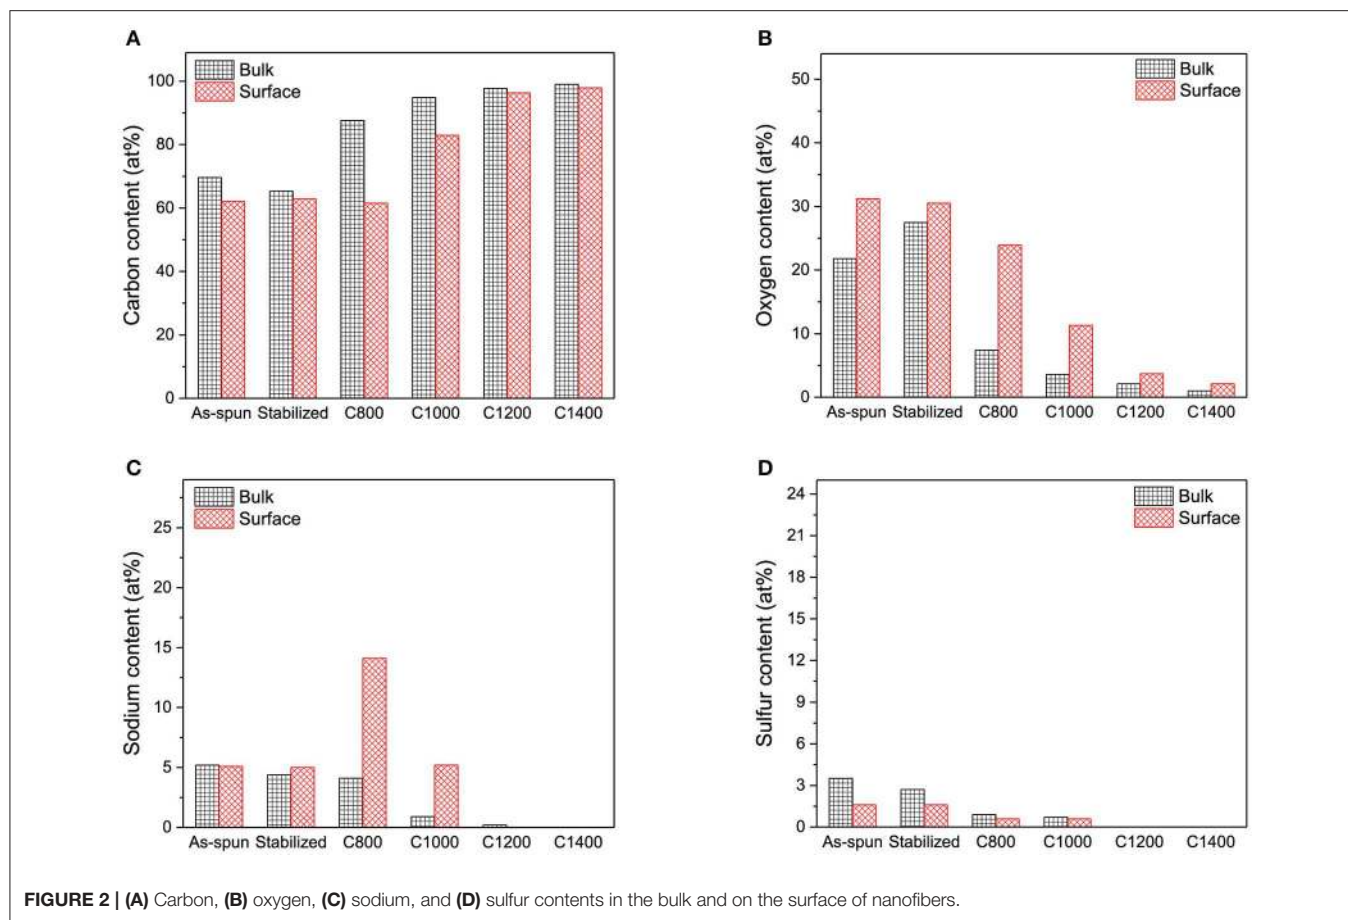 A
Bulk
Surface
Carbon content (at%)
100
80
60
40
20
0
As-spun Stabilized C800 C1000 C1200 C1400
B
Bulk
Surface
Oxygen content (at%)
50
40
30
20
10
0
As-spun Stabilized C800 C1000 C1200 C1400
C
Bulk
Surface
Sodium content (at%)
25
20
15
10
5
0
As-spun Stabilized C800 C1000 C1200 C1400
D
Bulk
Surface
Sulfur content (at%)
24
21
18
15
12
9
6
3
0
As-spun Stabilized C800 C1000 C1200 C1400
FIGURE 2 | (A) Carbon, (B) oxygen, (C) sodium, and (D) sulfur contents in the bulk and on the surface of nanofibers.